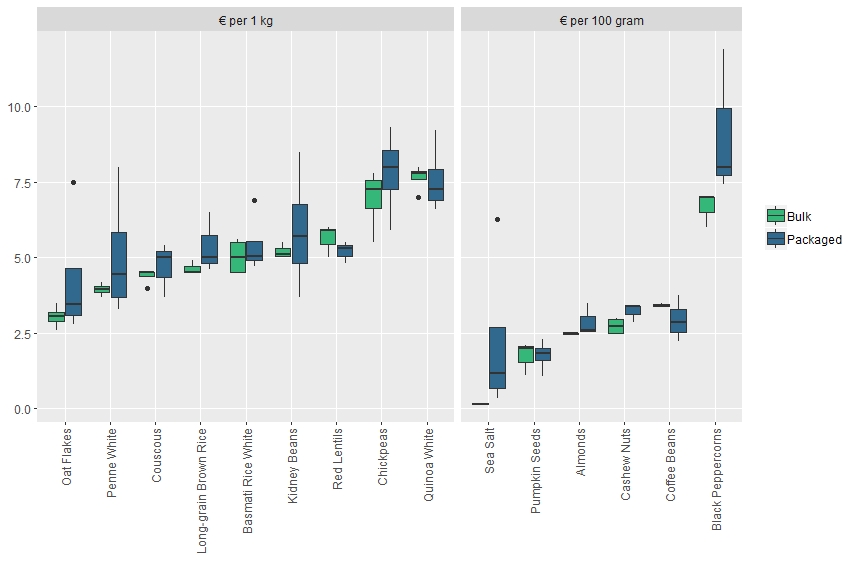 € per 1 kg
€ per 100 gram
10.0
7.5
5.0
2.5
0.0
Oat Flakes
Penne White
Couscous
Long-grain Brown Rice
Basmati Rice White
Kidney Beans
Red Lentils
Chickpeas
Quinoa White
Sea Salt
Pumpkin Seeds
Almonds
Cashew Nuts
Coffee Beans
Black Peppercorns
Bulk
Packaged